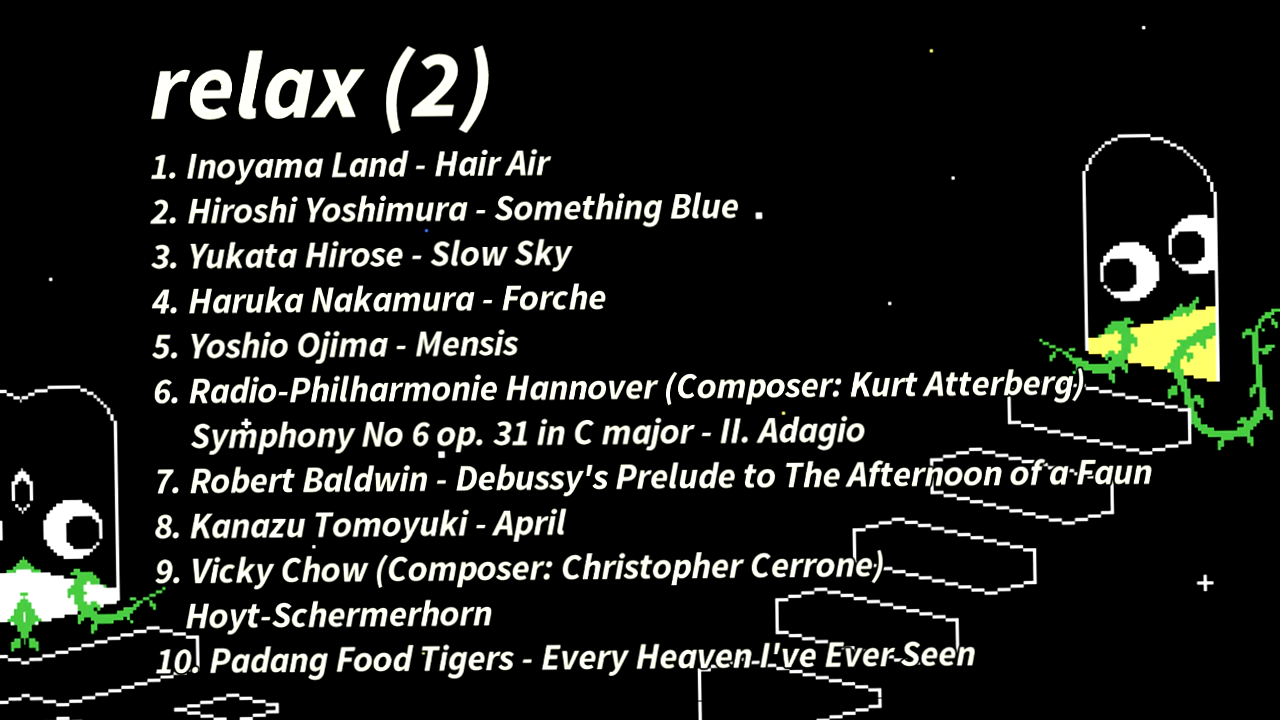 relax (2)
1. Inoyama Land - Hair Air
2. Hiroshi Yoshimura - Something Blue
3. Yukata Hirose - Slow Sky
4. Haruka Nakamura - Forche
5. Yoshio Ojima - Mensis
6. Radio-Philharmonie Hannover (Composer: Kurt Atterberg)
Symphony No 6 op. 31 in C major - II. Adagio
7. Robert Baldwin - Debussy's Prelude to The Afternoon of a Faun
8. Kanazu Tomoyuki - April
9. Vicky Chow (Composer: Christopher Cerrone)
Hoyt-Schermerhorn
10. Padang Food Tigers - Every Heaven I've Ever Seen